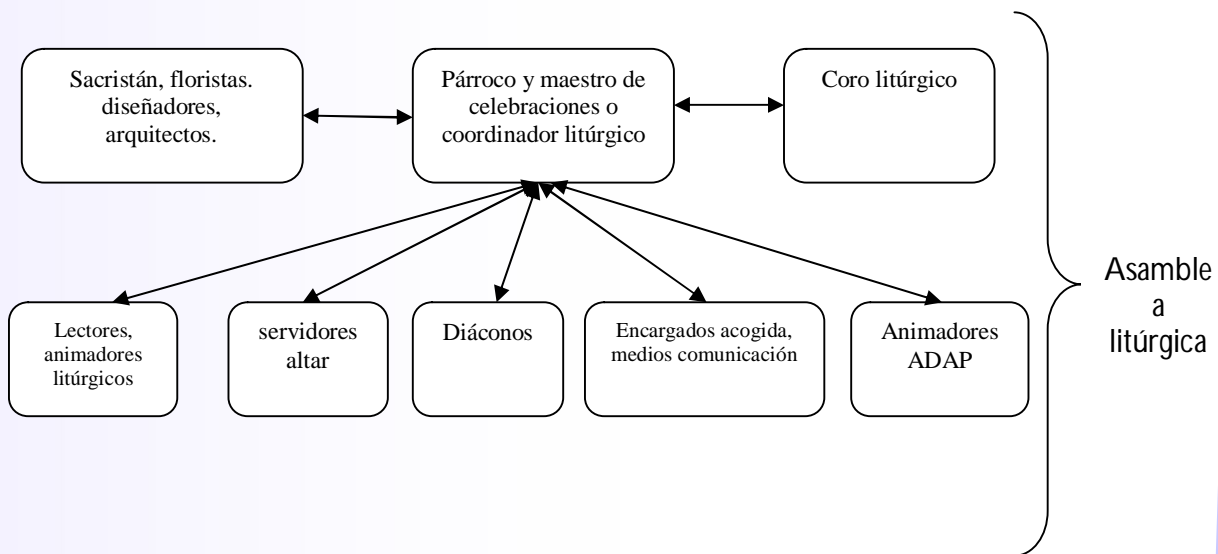 Sacristán, floristas.
diseñadores,
arquitectos.
Párroco y maestro de
celebraciones o
coordinador litúrgico
Coro litúrgico
Lectores,
animadores
litúrgicos
servidores
altar
Diáconos
Encargados acogida,
medios comunicación
Animadores
ADAP
Asamble
a
litúrgica